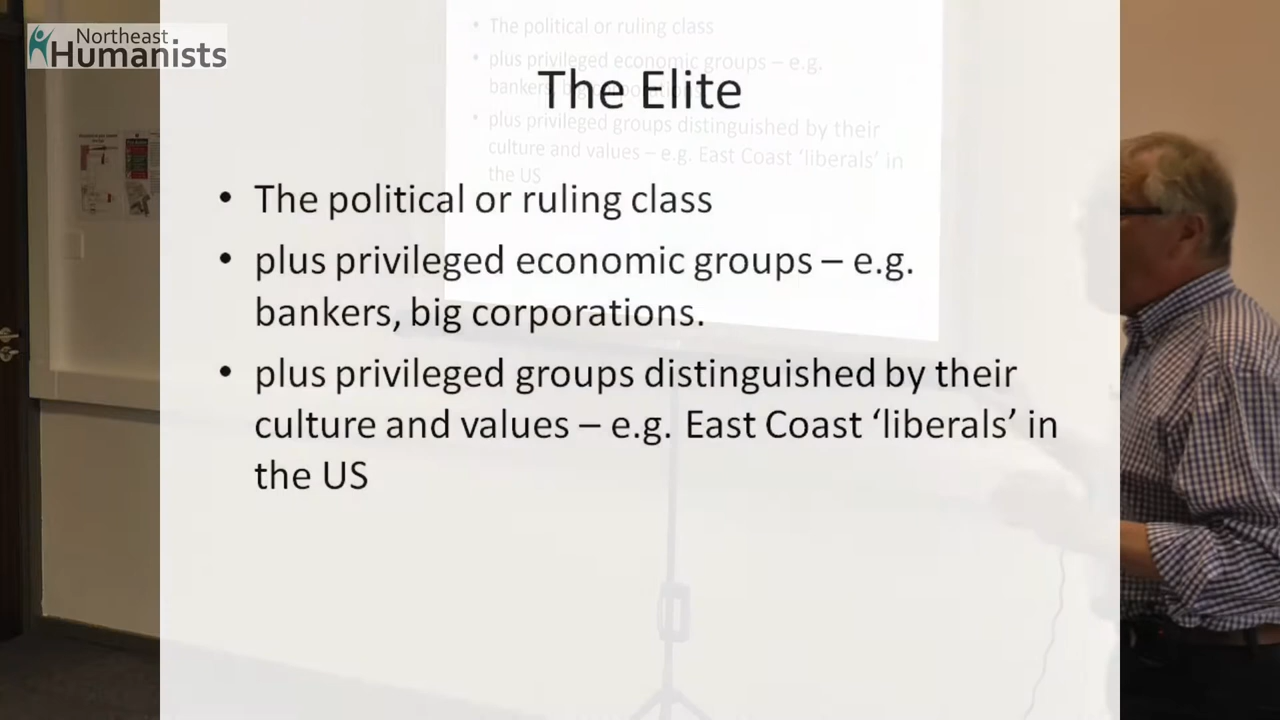 Northeast
Humanists
The political or ruling class
plus privileged economic groups – e.g.
bankers, big corporations.
plus privileged groups distinguished by their
culture and values – e.g. East Coast ‘liberals’ in
the US
The Elite
• The political or ruling class
• plus privileged economic groups – e.g.
bankers, big corporations.
• plus privileged groups distinguished by their
culture and values – e.g. East Coast ‘liberals’ in
the US